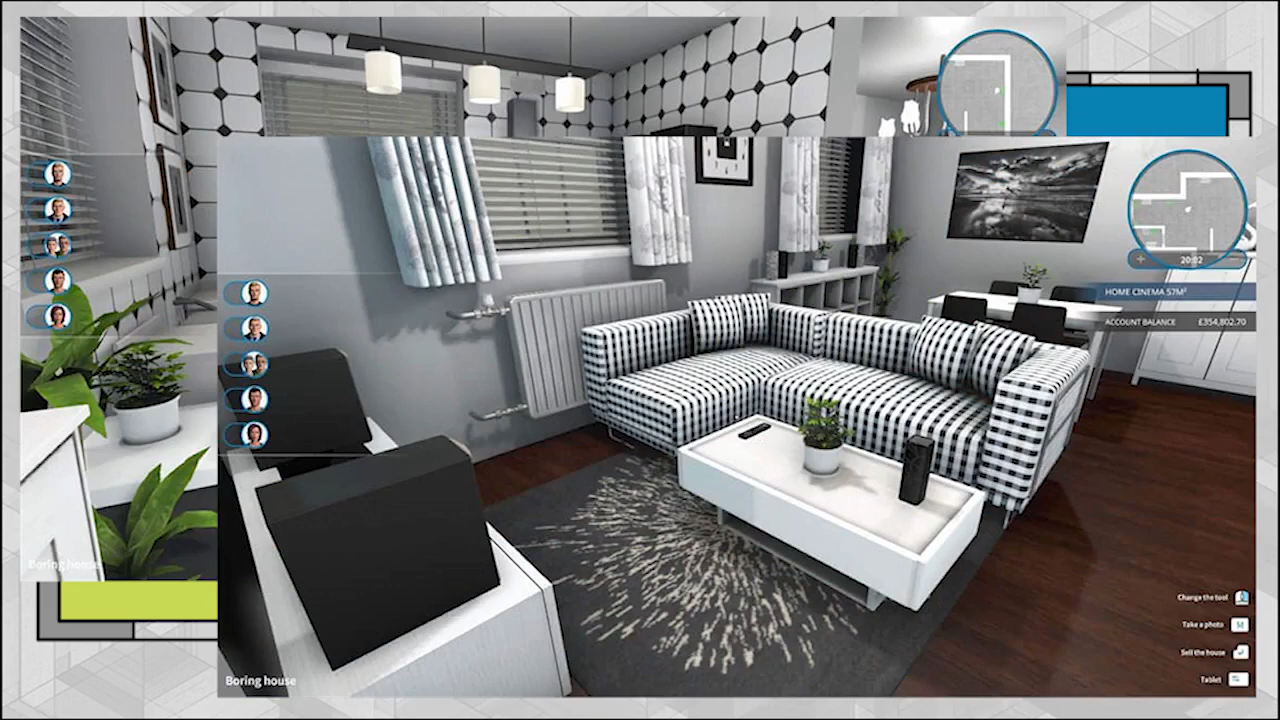 20:02
HOME CINEMA 57M²
ACCOUNT BALANCE £354,802.70
Boring house
Change the tool
Take a photo
Sell the house
Tablet
Boring house